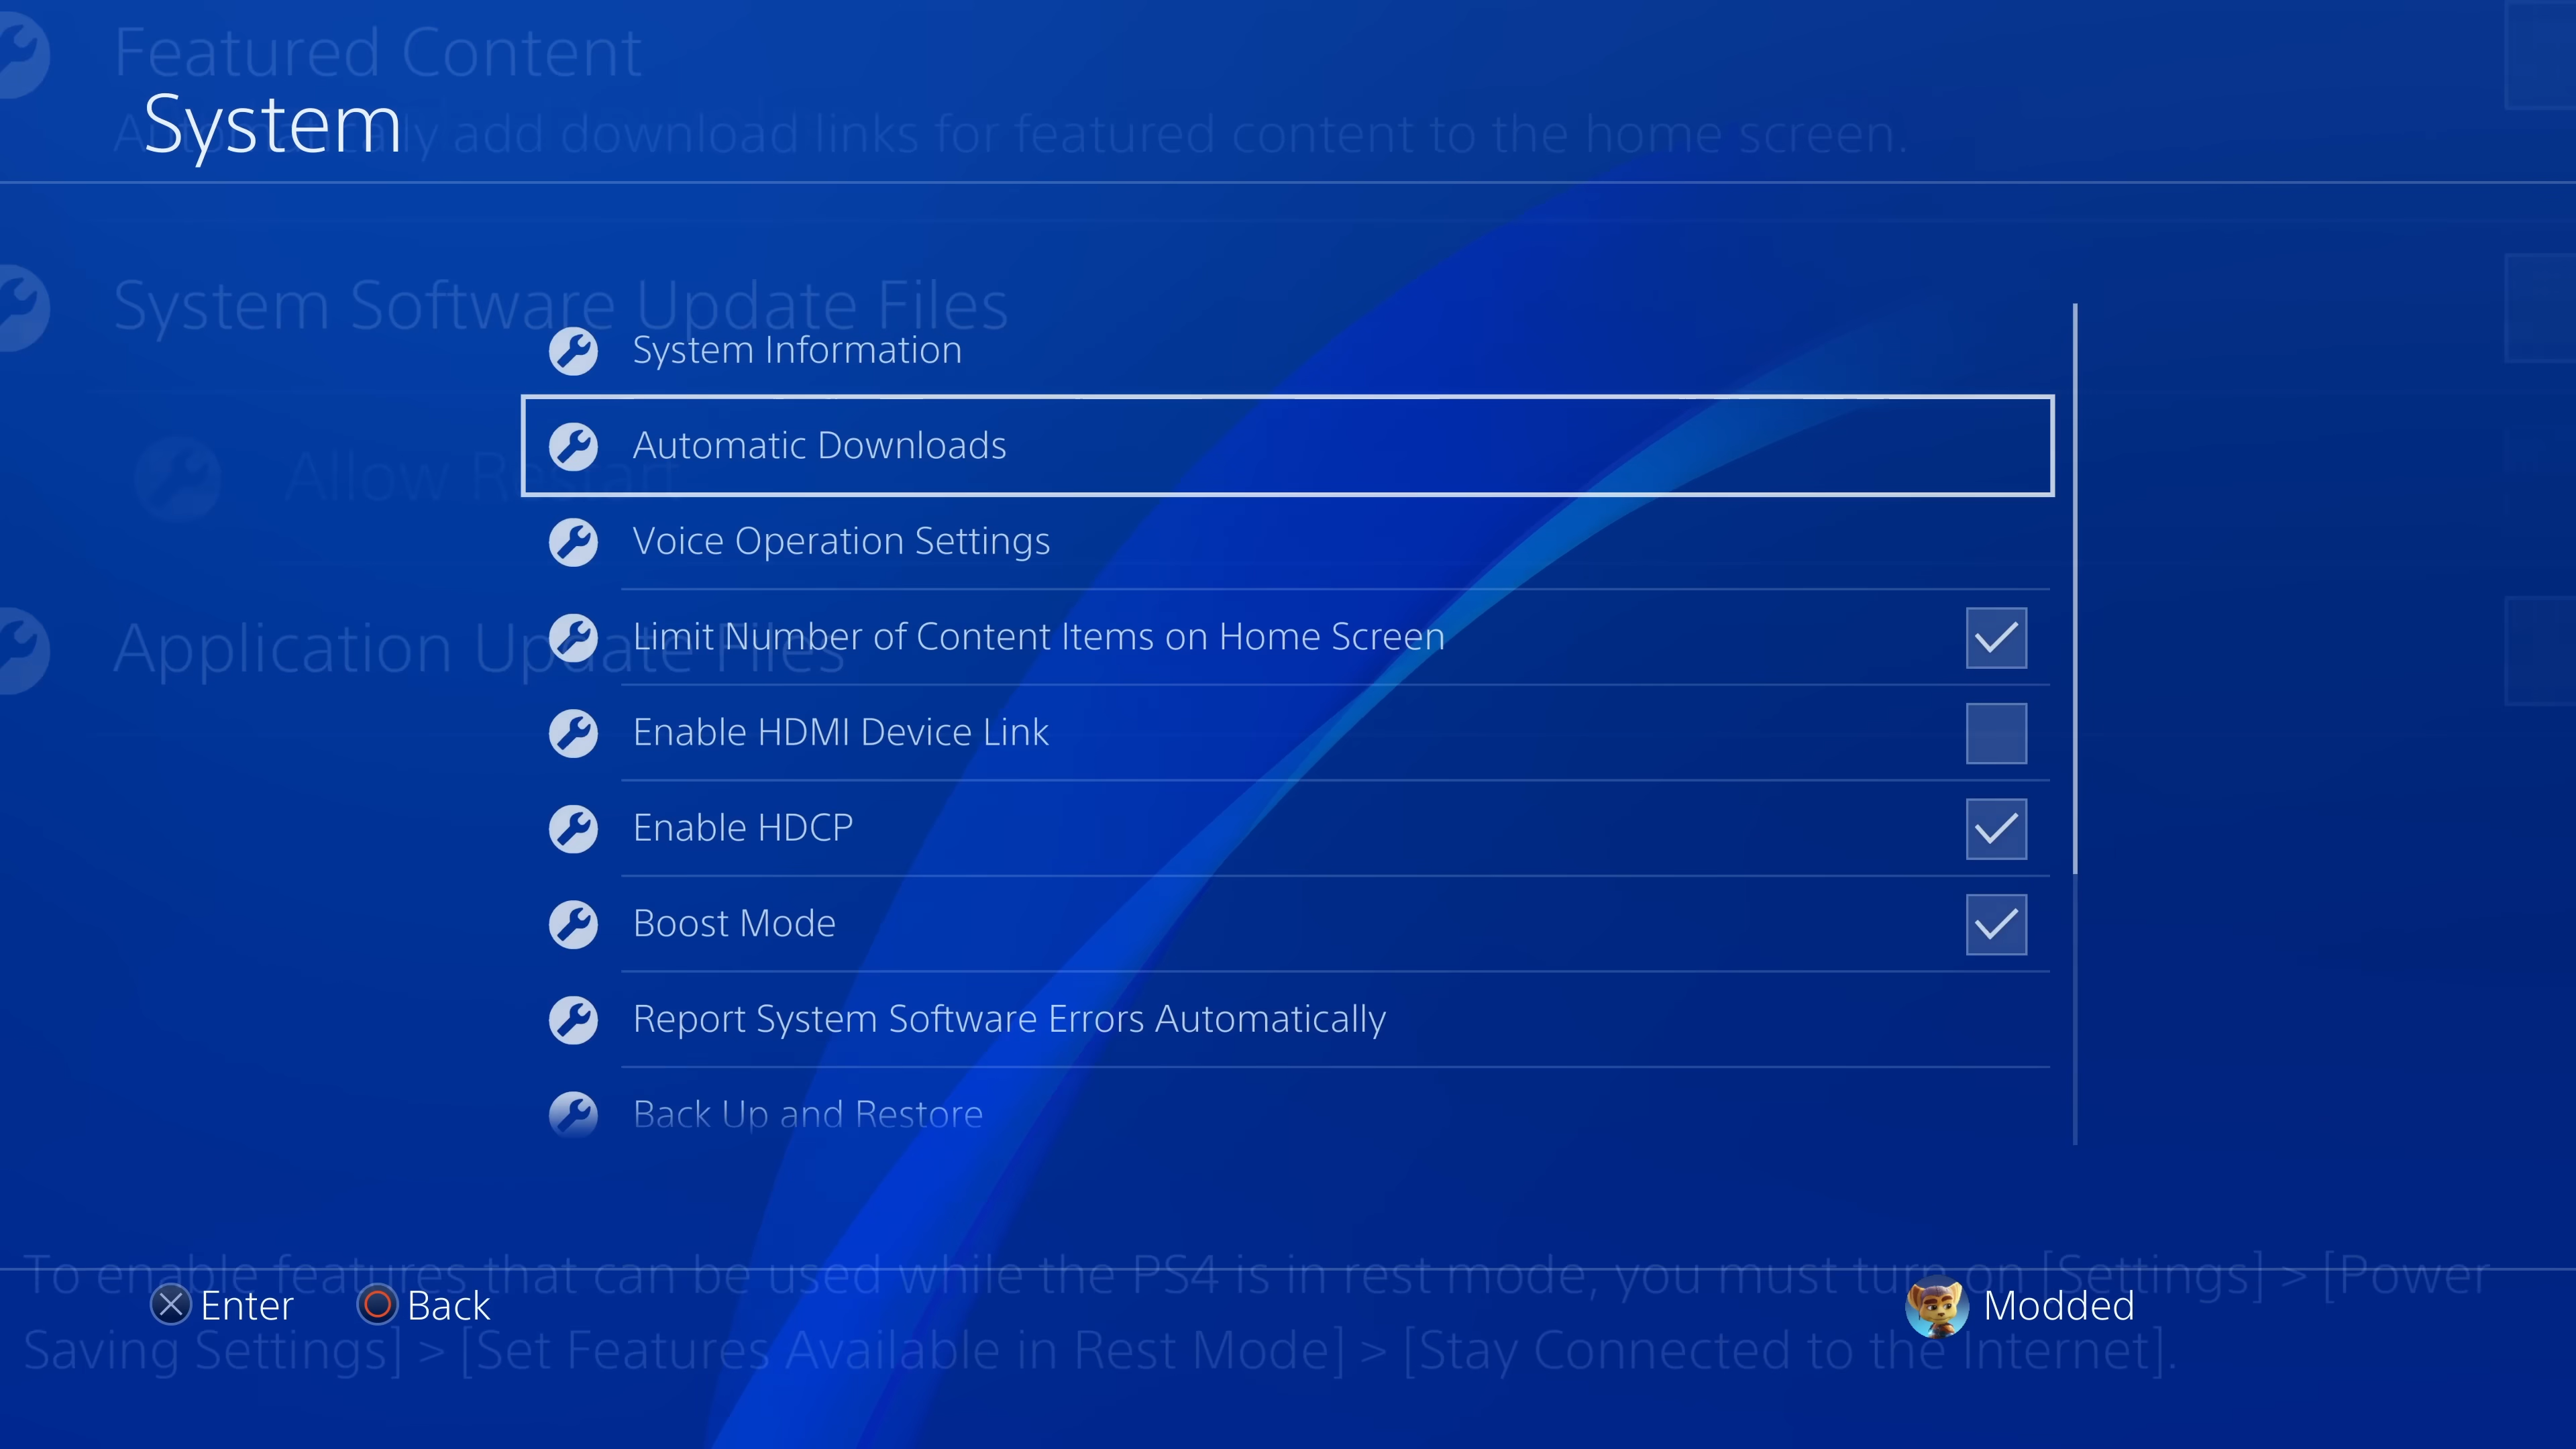 Featured Content
System
Automatically add download links for featured content to the home screen.
System Software Update Files
System Information
Automatic Downloads
Allow Restart
Voice Operation Settings
Limit Number of Content Items on Home Screen
Application Update Files
Enable HDMI Device Link
Enable HDCP
Boost Mode
Report System Software Errors Automatically
Back Up and Restore
To enable features that can be used while the PS4 is in rest mode, you must turn on [Settings] > [Power
Enter Back Modded
Saving Settings] > [Set Features Available in Rest Mode] > [Stay Connected to the Internet].